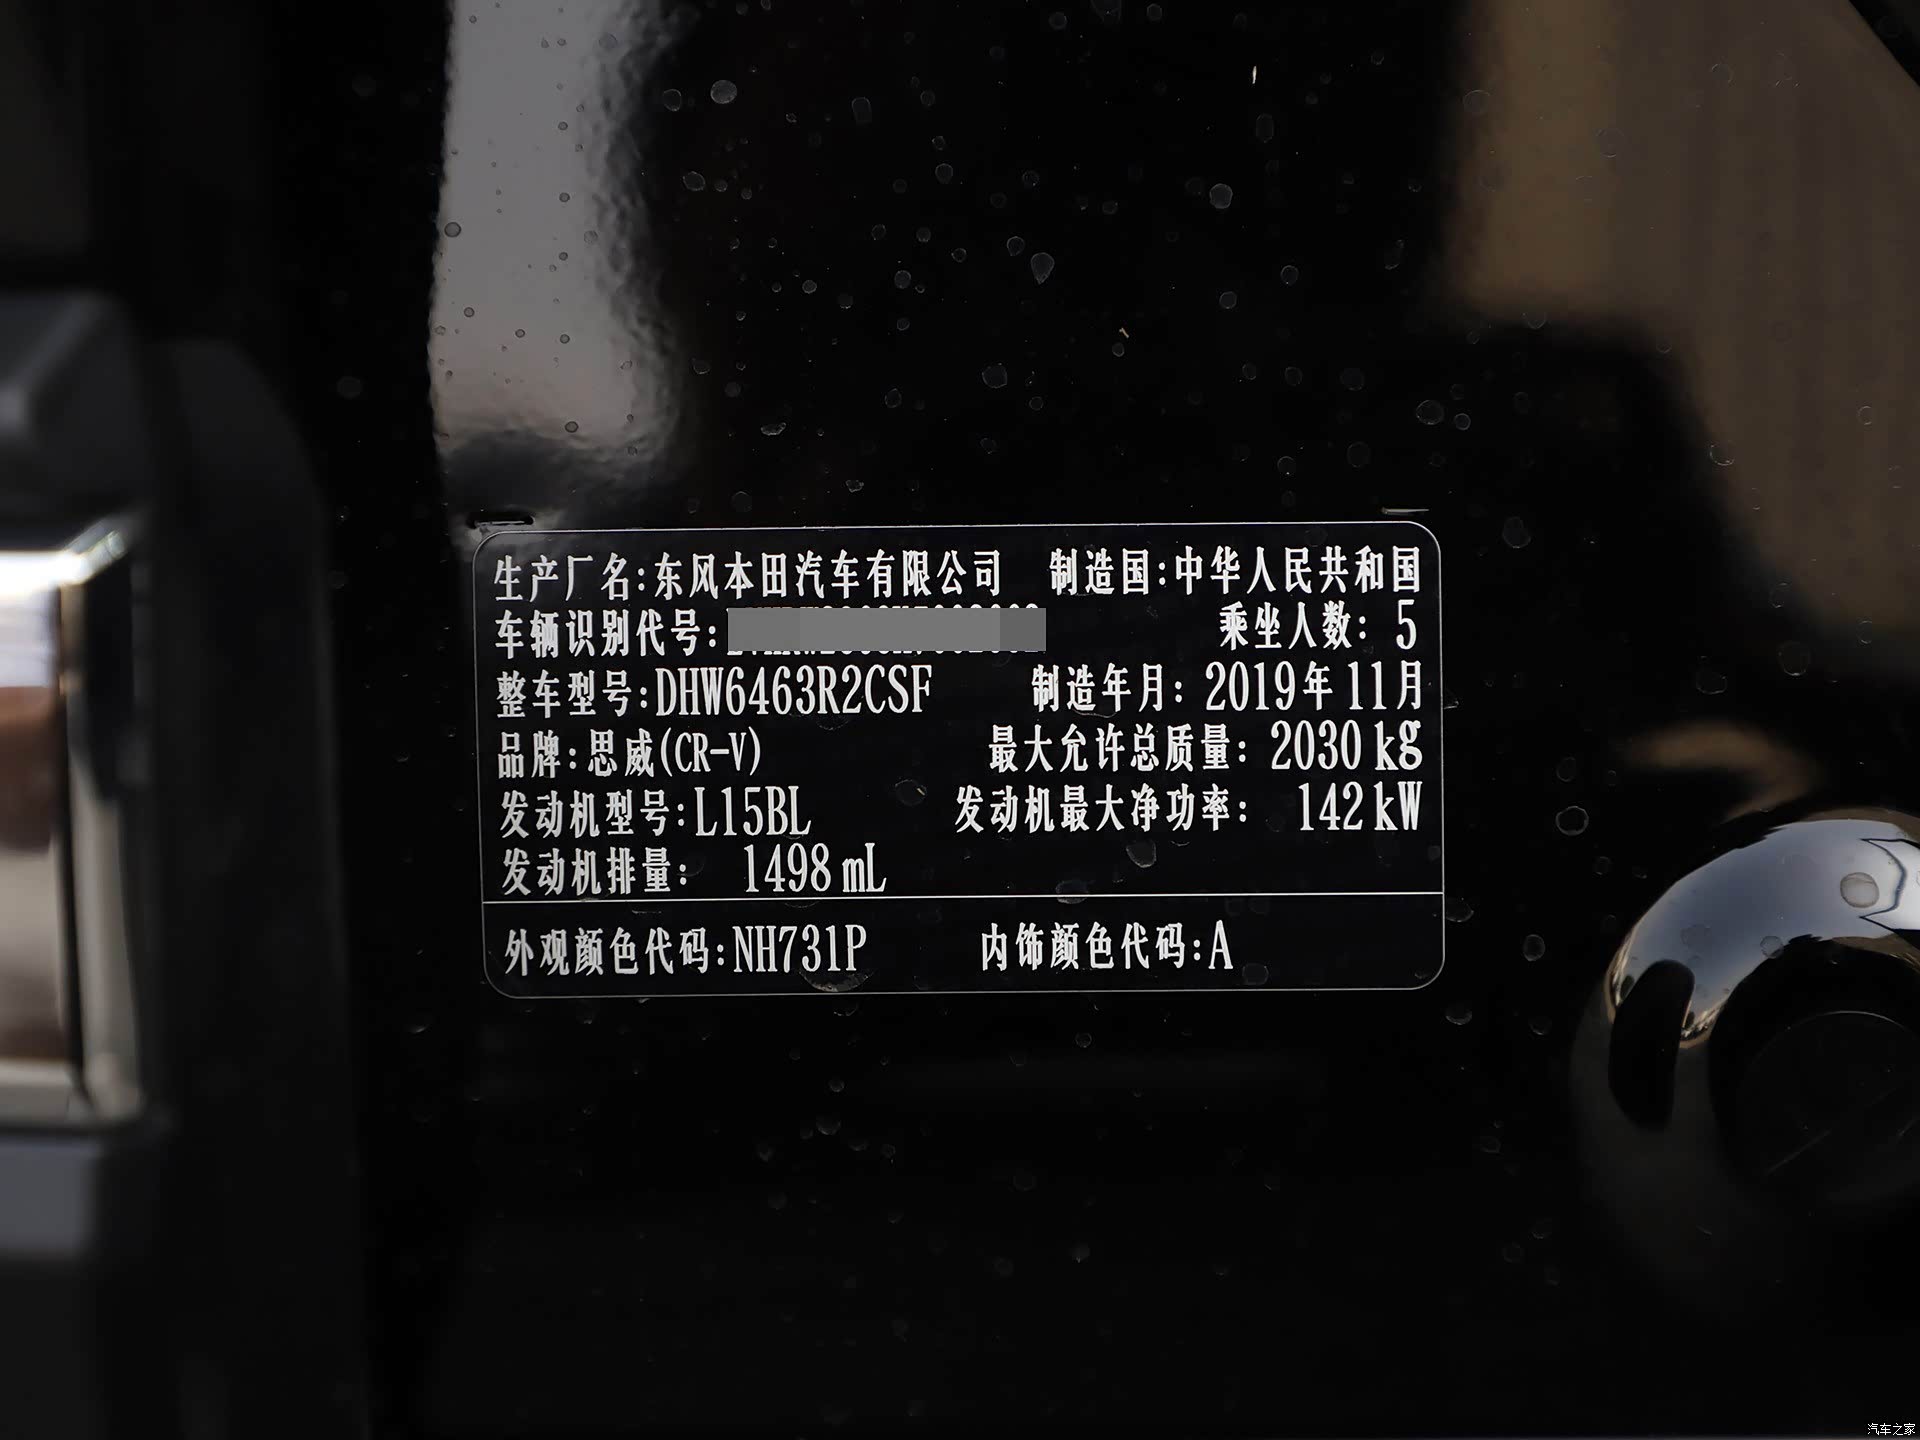 生产厂名:东风本田汽车有限公司 制造国:中华人民共和国
车辆识别代号: 乘坐人数: 5
整车型号:DHW6463R2CSF 制造年月: 2019年11月
品牌:思威(CR-V) 最大允许总质量: 2030 kg
发动机型号:L15BL 发动机最大净功率: 142 kW
发动机排量: 1498 mL
外观颜色代码:NH731P 内饰颜色代码:A
汽车之家